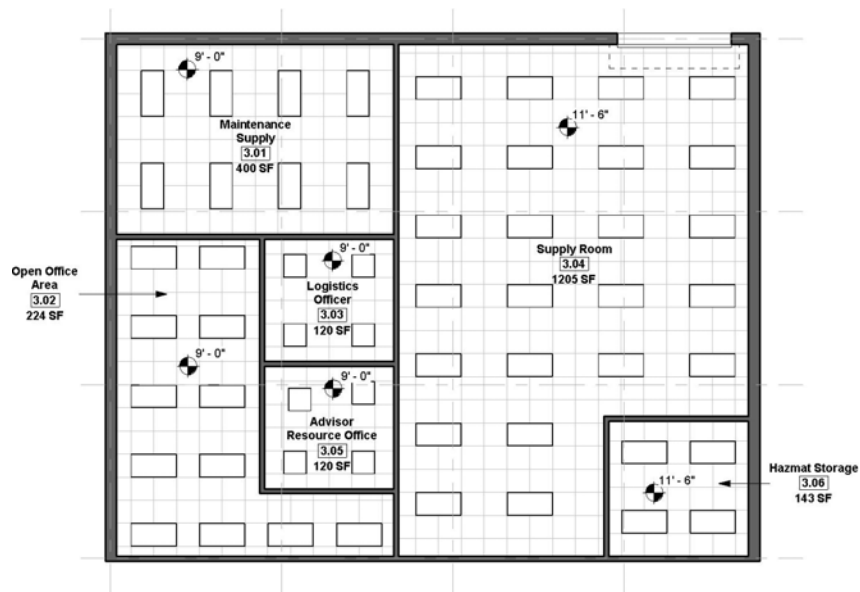 9' - 0"
Maintenance
Supply
3.01
400 SF
11' - 6"
Open Office
Area
3.02
224 SF
9' - 0"
9' - 0"
Logistics
Officer
3.03
120 SF
Supply Room
3.04
1205 SF
9' - 0"
Advisor
Resource Office
3.05
120 SF
11' - 6"
Hazmat Storage
3.06
143 SF